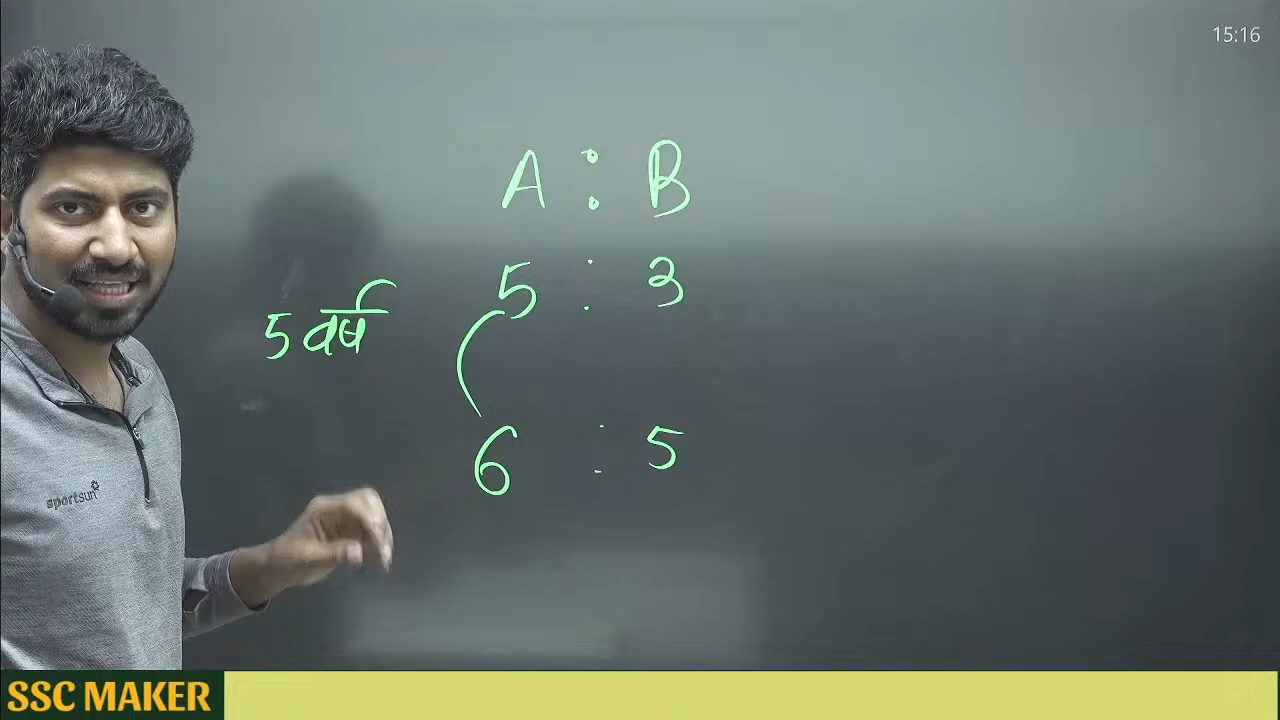 15:16
A : B
5 : 3
5 वर्ष
6 : 5
sportsun
SSC MAKER